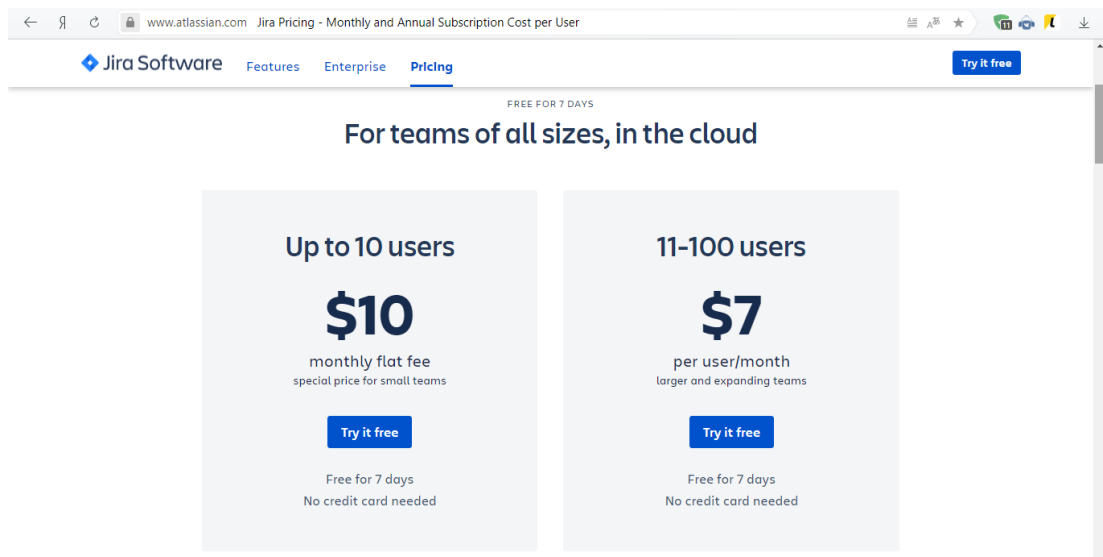 Я www.atlassian.com Jira Pricing - Monthly and Annual Subscription Cost per User
11
Jira Software Features Enterprise Pricing Try it free
FREE FOR 7 DAYS
For teams of all sizes, in the cloud
Up to 10 users
$10
monthly flat fee
special price for small teams
Try it free
Free for 7 days
No credit card needed
11-100 users
$7
per user/month
larger and expanding teams
Try it free
Free for 7 days
No credit card needed